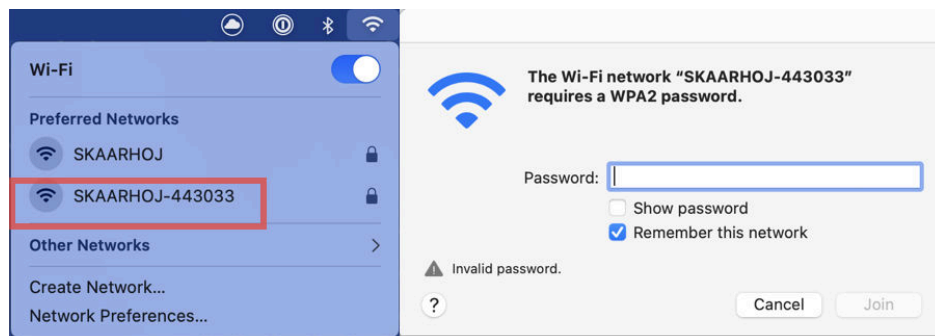 Wi-Fi
Preferred Networks
SKAARHOJ
SKAARHOJ-443033
Other Networks
Create Network...
Network Preferences...
The Wi-Fi network “SKAARHOJ-443033”
requires a WPA2 password.
Password:
Show password
Remember this network
Invalid password.
?
Cancel
Join